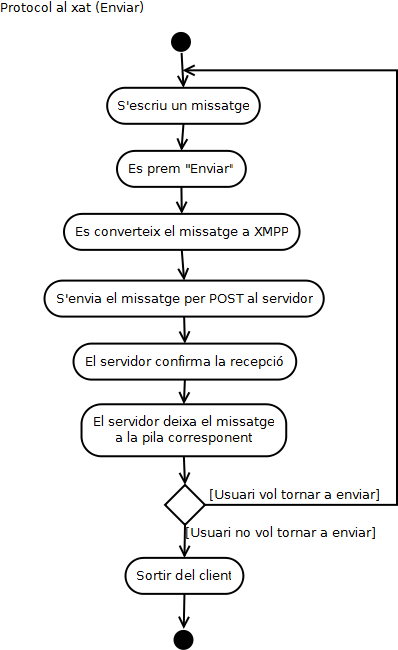 Protocol al xat (Enviar)
S'escriu un missatge
Es prem "Enviar"
Es converteix el missatge a XMPP
S'envia el missatge per POST al servidor
El servidor confirma la recepció
El servidor deixa el missatge
a la pila corresponent
[Usuari vol tornar a enviar]
[Usuari no vol tornar a enviar]
Sortir del client